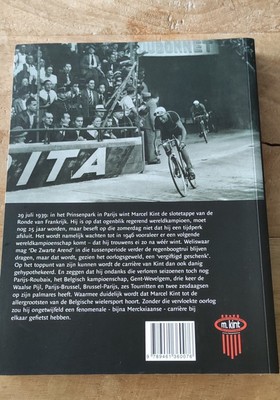 UBONNET
DITA
29 juli 1939: in het Prinsenpark in Parijs wint Marcel Kint de slotetappe van de
Ronde van Frankrijk. Hij is op dat ogenblik regerend wereldkampioen, moet
nog 25 jaar worden, maar beseft op die zomerdag niet dat hij een tijdperk
afsluit. Het wordt namelijk wachten tot in 1946 vooraleer er een volgende
wereldkampioenschap komt – dat hij trouwens ei zo na wéér wint. Weliswaar
mag 'De Zwarte Arend' in die tussenperiode verder de regenboogtrui blijven
dragen, maar dat wordt, gezien het oorlogsgeweld, een 'vergiftigd geschenk'.
Op het toppunt van zijn kunnen wordt de carrière van Kint dan ook danig
gehypothekeerd. En zeggen dat hij ondanks die verloren seizoenen toch nog
Parijs-Roubaix, het Belgisch kampioenschap, Gent-Wevelgem, drie keer de
Waalse Pijl, Parijs-Brussel, Brussel-Parijs, zes Tourritten en twee zesdaagsen
op zijn palmares heeft. Waarmee duidelijk wordt dat Marcel Kint tot de
allergrootsten van de Belgische wielersport hoort. Zonder die vervloekte oorlog
zou hij ongetwijfeld een fenomenale - bijna Merckxiaanse - carrière bij
elkaar gefietst hebben.
m. kint